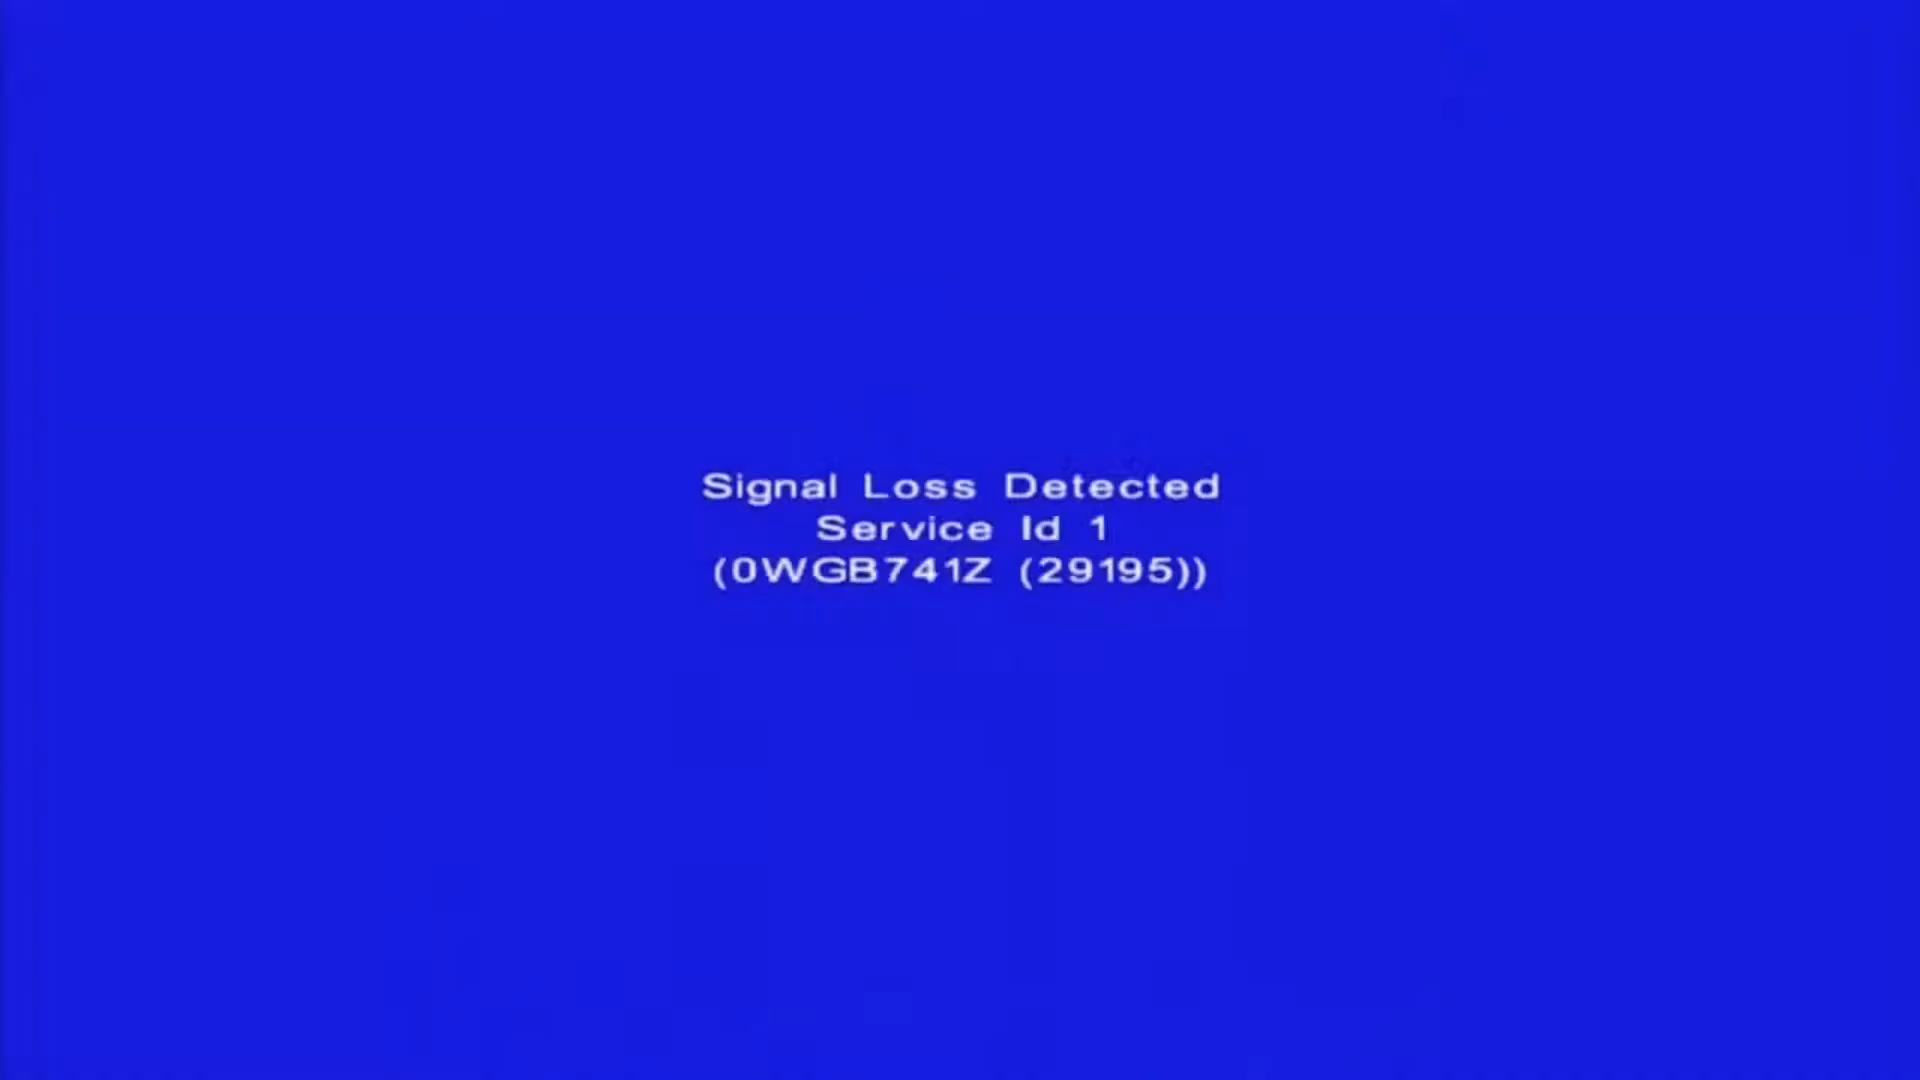 Signal Loss Detected
Service Id 1
(0WGB741Z (29195))